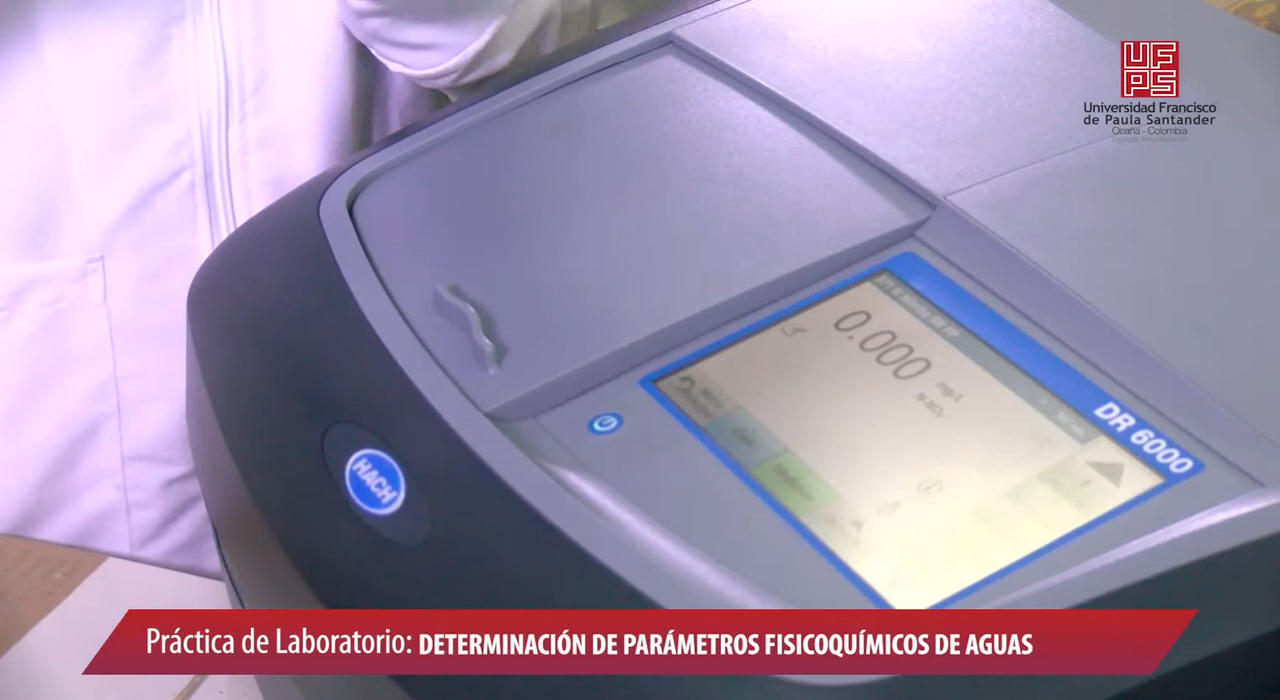 UFPS
Universidad Francisco
de Paula Santander
Ocaña - Colombia
0.000
mg/L
DR 6000
HACH
Práctica de Laboratorio: DETERMINACIÓN DE PARÁMETROS FISICOQUÍMICOS DE AGUAS